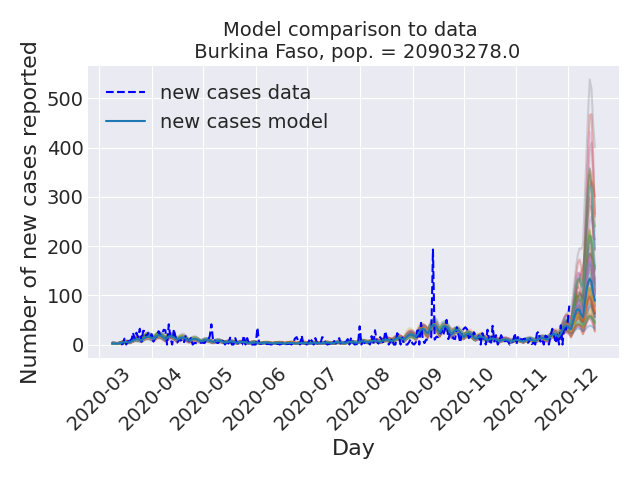 Model comparison to data
Burkina Faso, pop. = 20903278.0
Number of new cases reported
500
400
300
200
100
0
new cases data
new cases model
2020-03
2020-04
2020-05
2020-06
2020-07
2020-08
2020-09
2020-10
2020-11
2020-12
Day